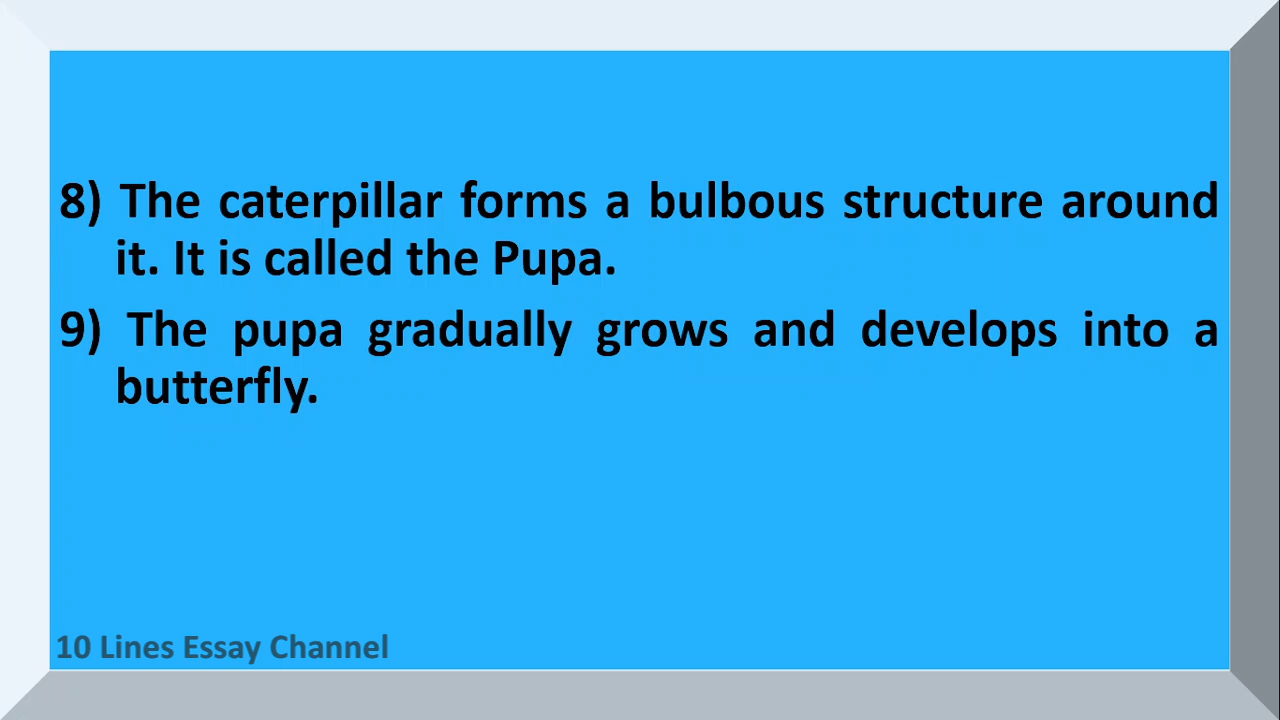 8) The caterpillar forms a bulbous structure around
it. It is called the Pupa.
9) The pupa gradually grows and develops into a
butterfly.
10 Lines Essay Channel